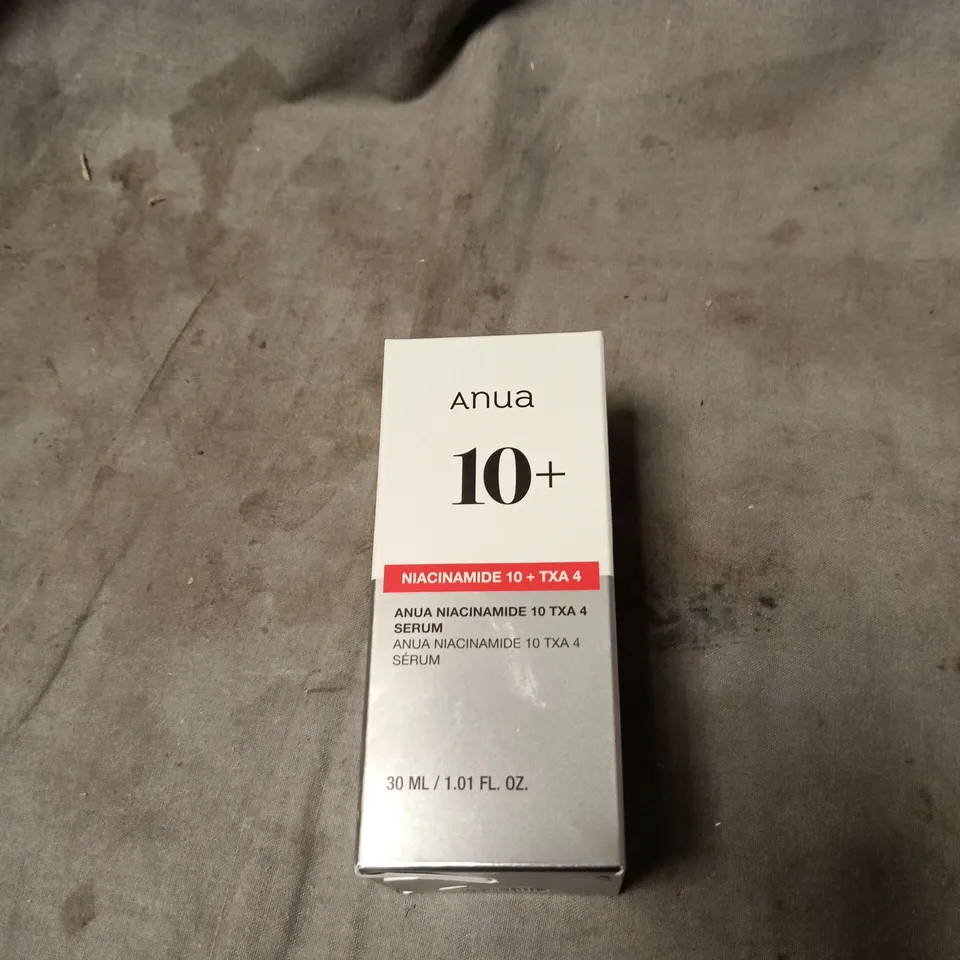 Anua
10+
NIACINAMIDE 10 + TXA 4
ANUA NIACINAMIDE 10 TXA 4
SERUM
ANUA NIACINAMIDE 10 TXA 4
SÉRUM
30 ML / 1.01 FL. OZ.